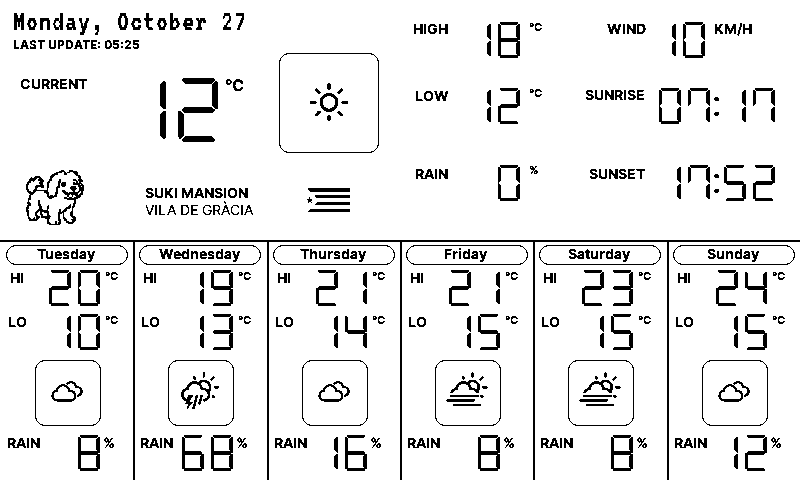 Monday, October 27
LAST UPDATE: 05:25
CURRENT 12 °C
HIGH 18 °C
WIND 10 KM/H
LOW 12 °C
SUNRISE 07:17
RAIN 0 %
SUNSET 17:52
SUKI MANSION
VILA DE GRÀCIA
Tuesday
HI 20 °C
LO 10 °C
RAIN 8 %
Wednesday
HI 19 °C
LO 13 °C
RAIN 68 %
Thursday
HI 21 °C
LO 14 °C
RAIN 16 %
Friday
HI 21 °C
LO 15 °C
RAIN 8 %
Saturday
HI 23 °C
LO 15 °C
RAIN 8 %
Sunday
HI 24 °C
LO 15 °C
RAIN 12 %